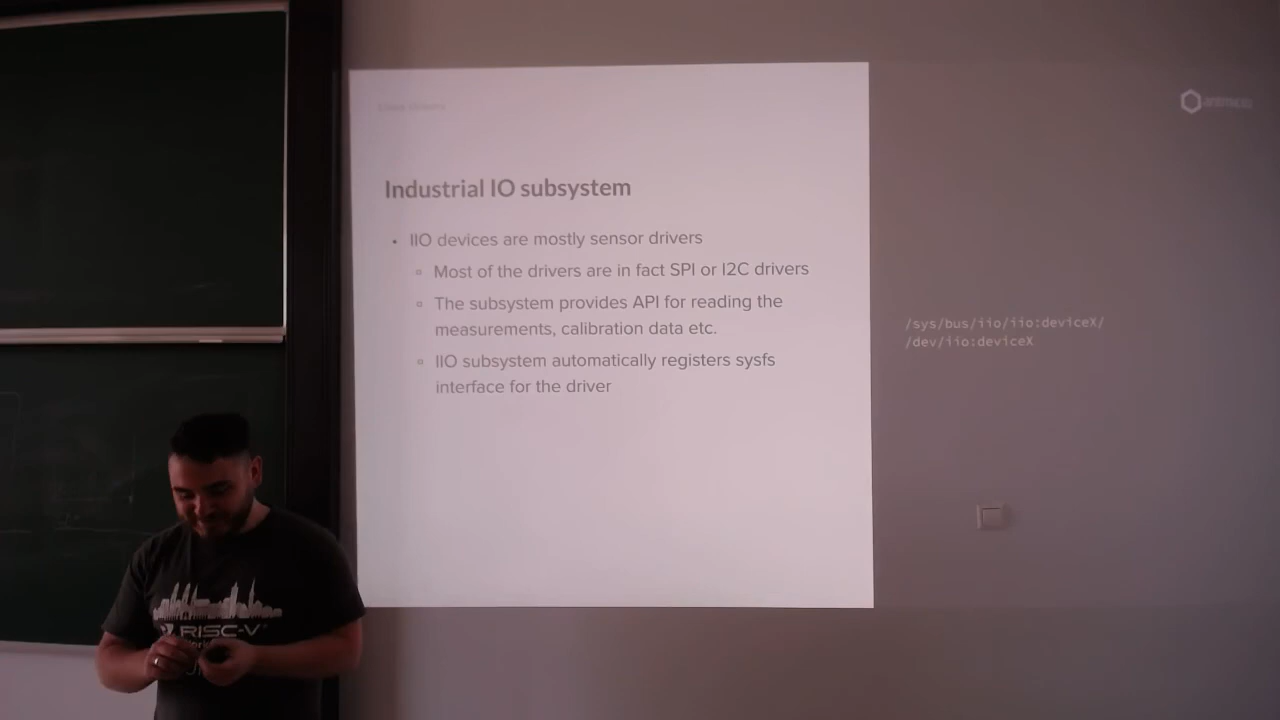 Industrial IO subsystem
• IIO devices are mostly sensor drivers
▫ Most of the drivers are in fact SPI or I2C drivers
▫ The subsystem provides API for reading the
measurements, calibration data etc.
▫ IIO subsystem automatically registers sysfs
interface for the driver
/sys/bus/iio/iio:deviceX/
/dev/iio:deviceX
RISC-V